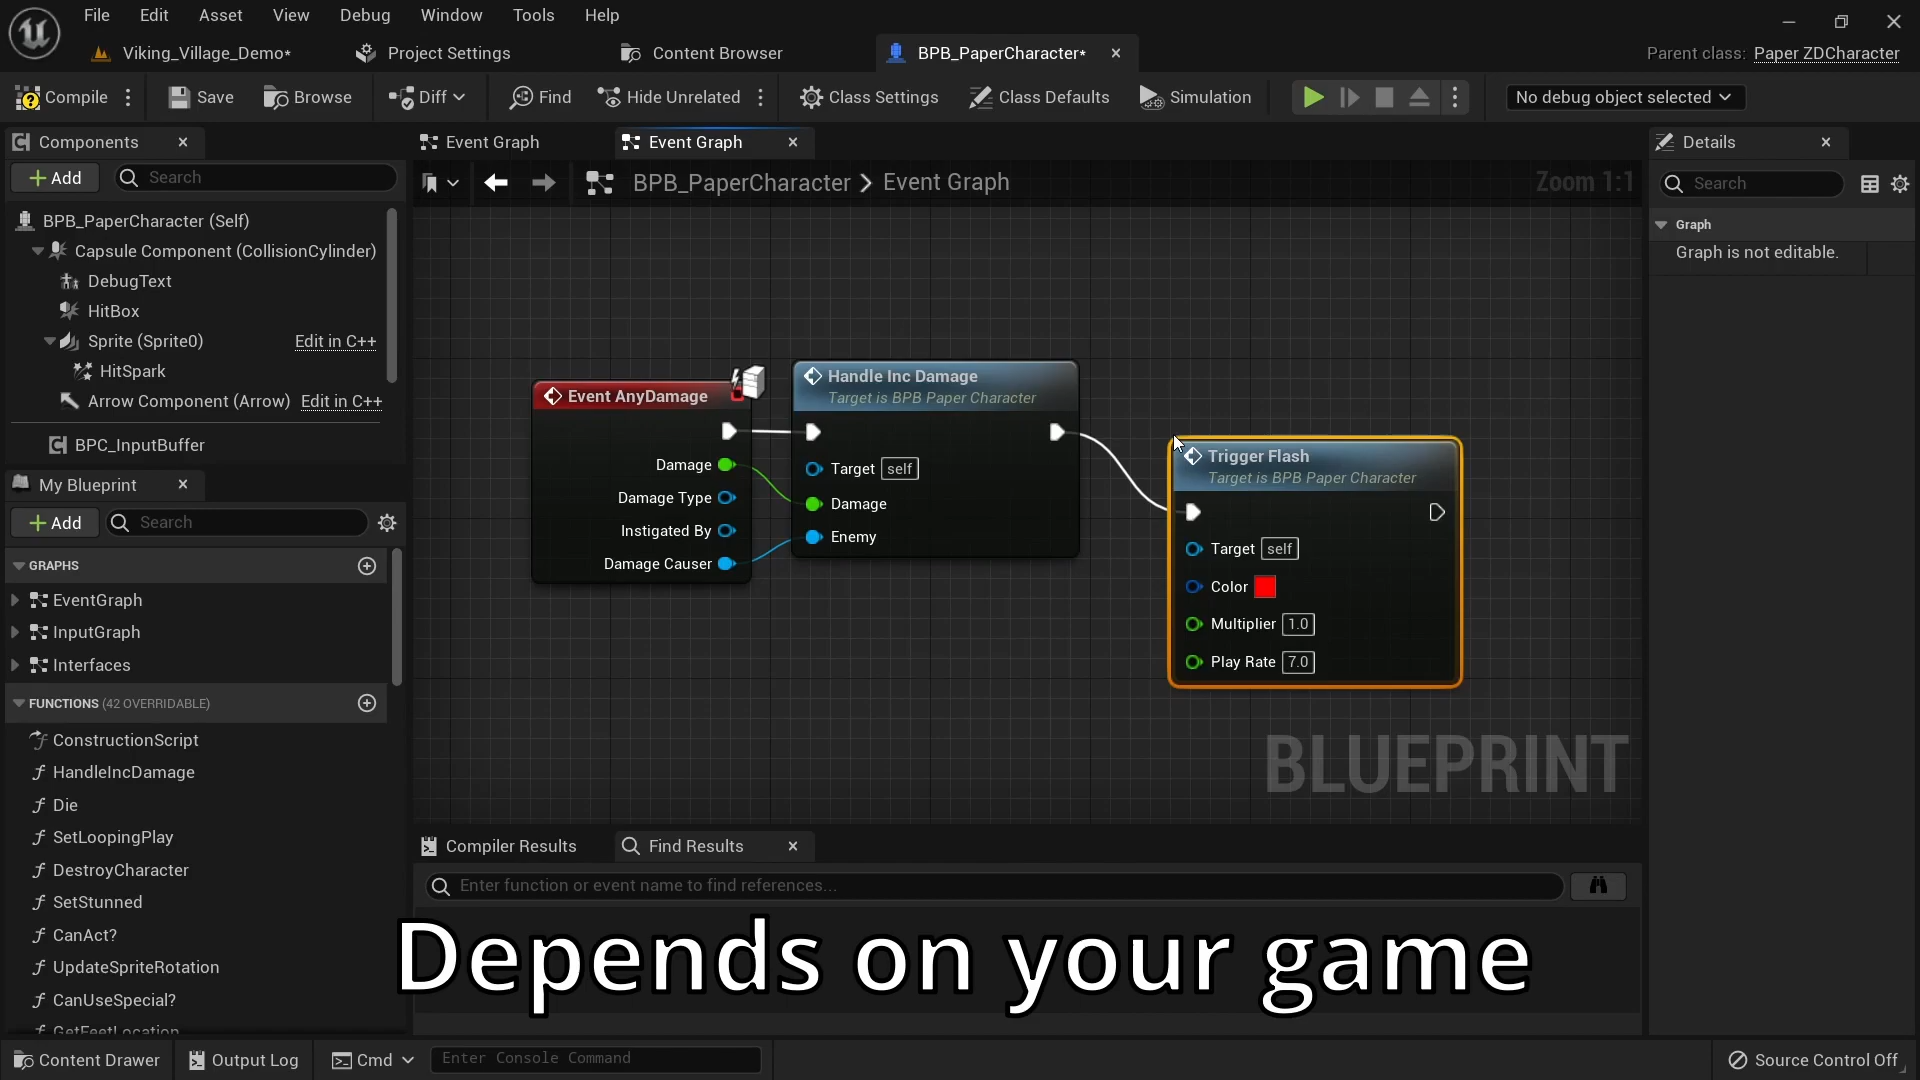 File Edit Asset View Debug Window Tools Help
Viking_Village_Demo* Project Settings Content Browser BPB_PaperCharacter* Parent class: Paper ZDCharacter
Compile Save Browse Diff Find Hide Unrelated Class Settings Class Defaults Simulation No debug object selected
Components
Add Search
BPB_PaperCharacter (Self)
Capsule Component (CollisionCylinder)
DebugText
HitBox
Sprite (Sprite0) Edit in C++
HitSpark
Arrow Component (Arrow) Edit in C++
BPC_InputBuffer
My Blueprint
Add Search
GRAPHS
EventGraph
InputGraph
Interfaces
FUNCTIONS (42 OVERRIDABLE)
ConstructionScript
HandleIncDamage
Die
SetLoopingPlay
DestroyCharacter
SetStunned
CanAct?
UpdateSpriteRotation
CanUseSpecial?
GetFeetLocation
Event Graph Event Graph
BPB_PaperCharacter > Event Graph Zoom 1:1
Event AnyDamage
Damage
Damage Type
Instigated By
Damage Causer
Handle Inc Damage
Target is BPB Paper Character
Target self
Damage
Enemy
Trigger Flash
Target is BPB Paper Character
Target self
Color
Multiplier 1.0
Play Rate 7.0
BLUEPRINT
Details
Search
Graph
Graph is not editable.
Compiler Results Find Results
Enter function or event name to find references...
Depends on your game
Content Drawer Output Log Cmd Enter Console Command Source Control Off